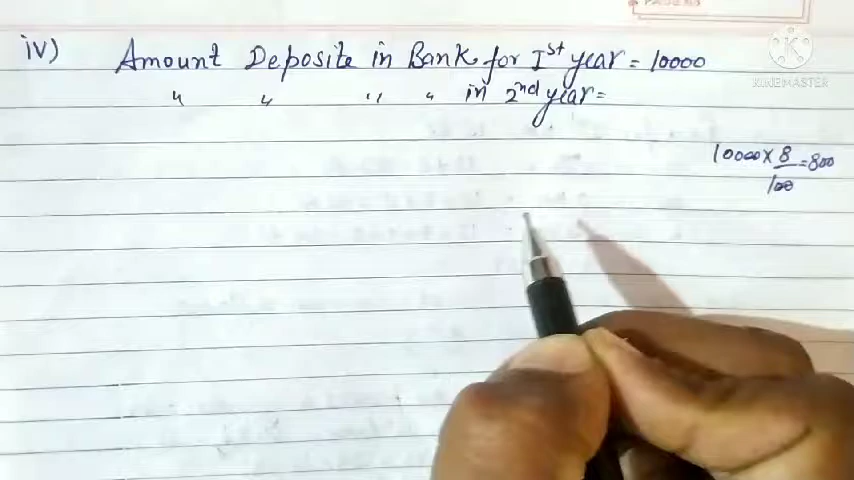 iv) Amount Deposite in Bank for Ist year = 10000
" " " " in 2nd year =
10000 × 8 = 800
100
KINEMASTER